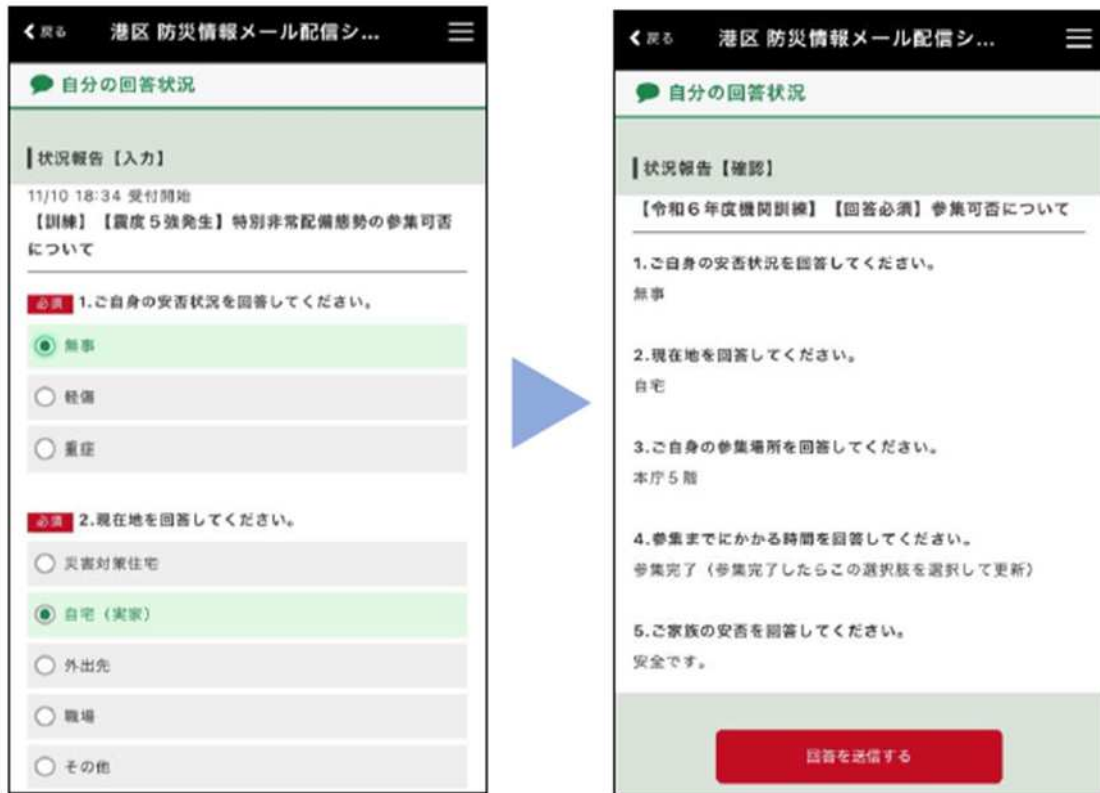 戻る 港区 防災情報メール配信シ...
自分の回答状況
状況報告【入力】
11/10 18:34 受付開始
【訓練】【震度5強発生】特別非常配備態勢の参集可否
について
必須 1.ご自身の安否状況を回答してください。
無事
軽傷
重症
必須 2.現在地を回答してください。
災害対策住宅
自宅(実家)
外出先
職場
その他
戻る 港区 防災情報メール配信シ...
自分の回答状況
状況報告【確認】
【令和6年度機関訓練】【回答必須】参集可否について
1.ご自身の安否状況を回答してください。
無事
2.現在地を回答してください。
自宅
3.ご自身の参集場所を回答してください。
本庁5階
4.参集までにかかる時間を回答してください。
参集完了(参集完了したらこの選択肢を選択して更新)
5.ご家族の安否を回答してください。
安全です。
回答を送信する